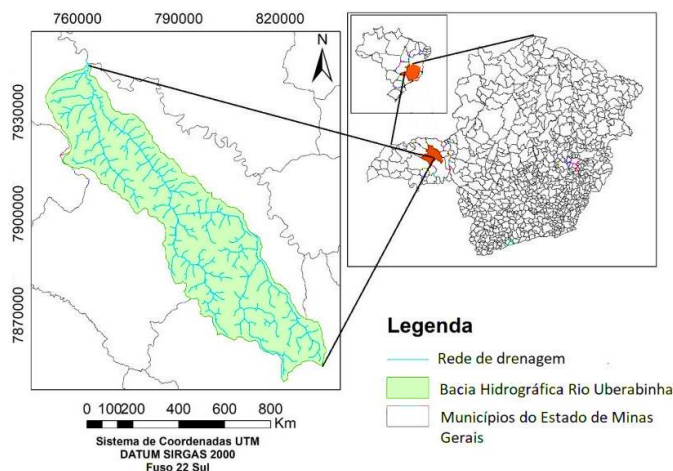 760000 790000 820000
N
7930000
7900000
7870000
Legenda
Rede de drenagem
Bacia Hidrográfica Rio Uberabinha
Municípios do Estado de Minas
Gerais
0 100200 400 600 800
Km
Sistema de Coordenadas UTM
DATUM SIRGAS 2000
Fuso 22 Sul